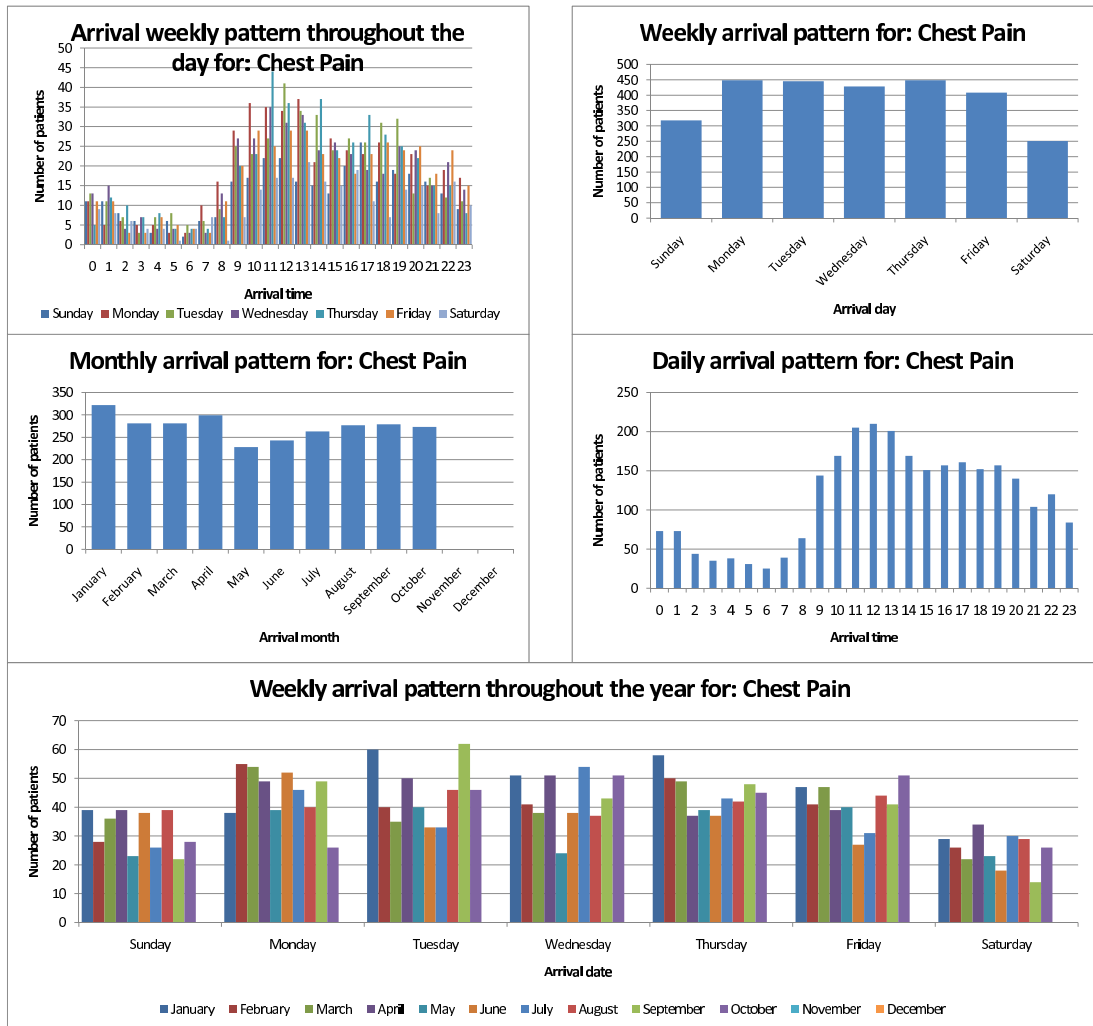 Arrival weekly pattern throughout the
day for: Chest Pain
Number of patients
50
45
40
35
30
25
20
15
10
5
0
0 1 2 3 4 5 6 7 8 9 10 11 12 13 14 15 16 17 18 19 20 21 22 23
Arrival time
Sunday Monday Tuesday Wednesday Thursday Friday Saturday
Weekly arrival pattern for: Chest Pain
Number of patients
500
450
400
350
300
250
200
150
100
50
0
Sunday Monday Tuesday Wednesday Thursday Friday Saturday
Arrival day
Monthly arrival pattern for: Chest Pain
Number of patients
350
300
250
200
150
100
50
0
January February March April May June July August September October November December
Arrival month
Daily arrival pattern for: Chest Pain
Number of patients
250
200
150
100
50
0
0 1 2 3 4 5 6 7 8 9 10 11 12 13 14 15 16 17 18 19 20 21 22 23
Arrival time
Weekly arrival pattern throughout the year for: Chest Pain
Number of patients
70
60
50
40
30
20
10
0
Sunday Monday Tuesday Wednesday Thursday Friday Saturday
Arrival date
January February March April May June July August September October November December